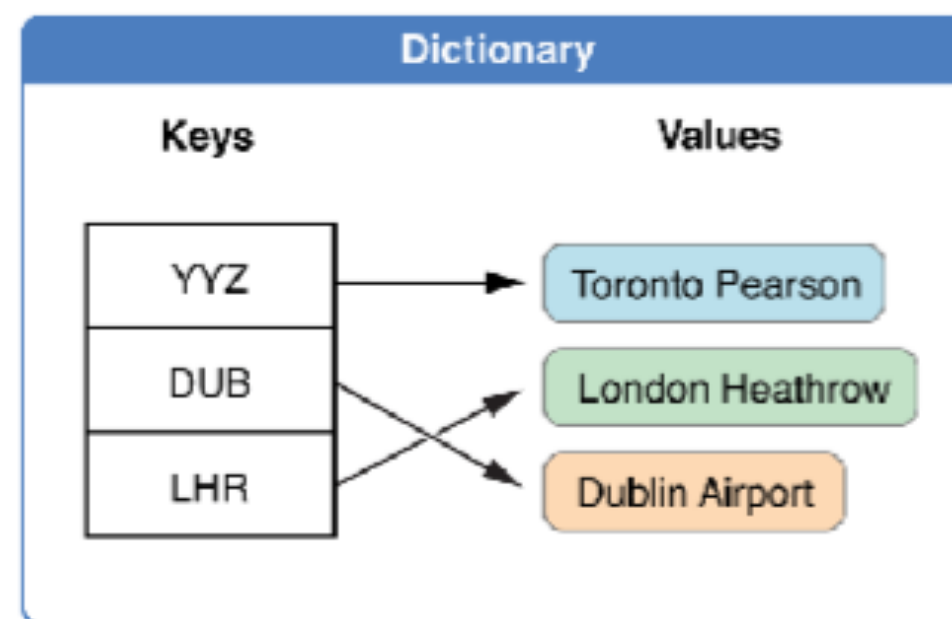 Dictionary
Keys
Values
YYZ
Toronto Pearson
DUB
London Heathrow
LHR
Dublin Airport